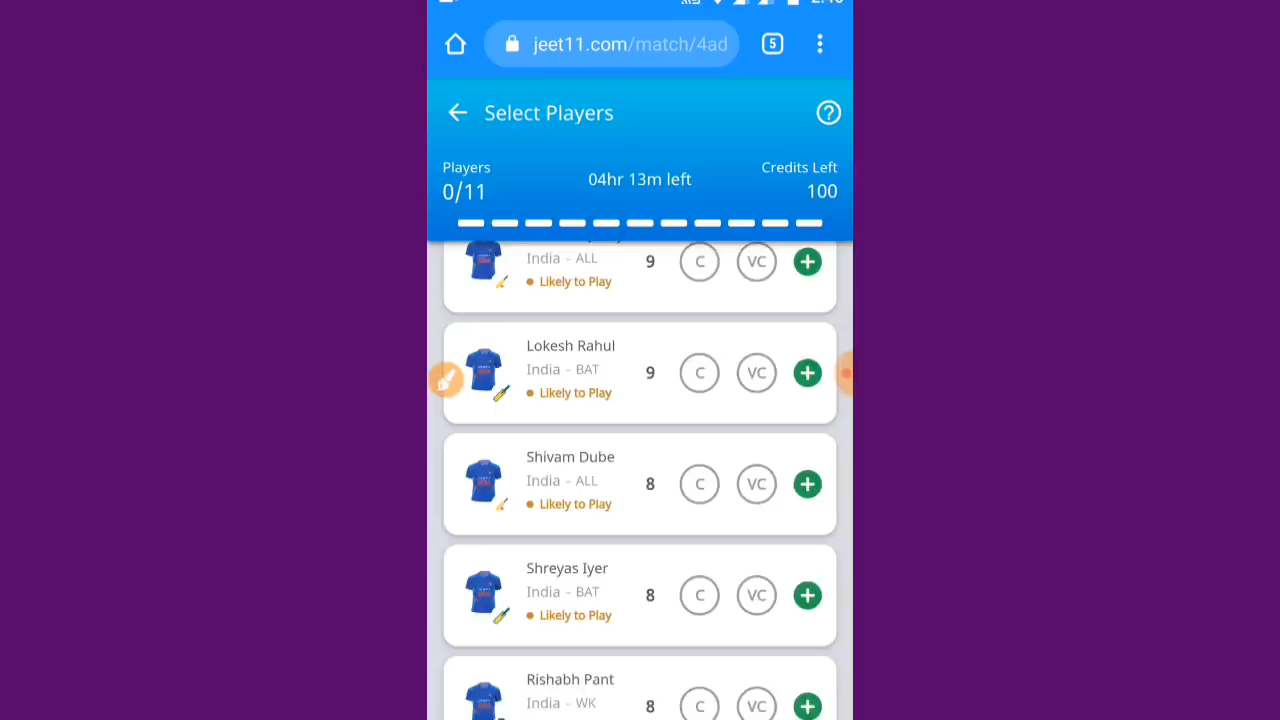 jeet11.com/match/4ad
5
Select Players
?
Players
0/11
04hr 13m left
Credits Left
100
India - ALL
9
C
VC
+
Likely to Play
Lokesh Rahul
India - BAT
9
C
VC
+
Likely to Play
Shivam Dube
India - ALL
8
C
VC
+
Likely to Play
Shreyas Iyer
India - BAT
8
C
VC
+
Likely to Play
Rishabh Pant
India - WK
8
C
VC
+